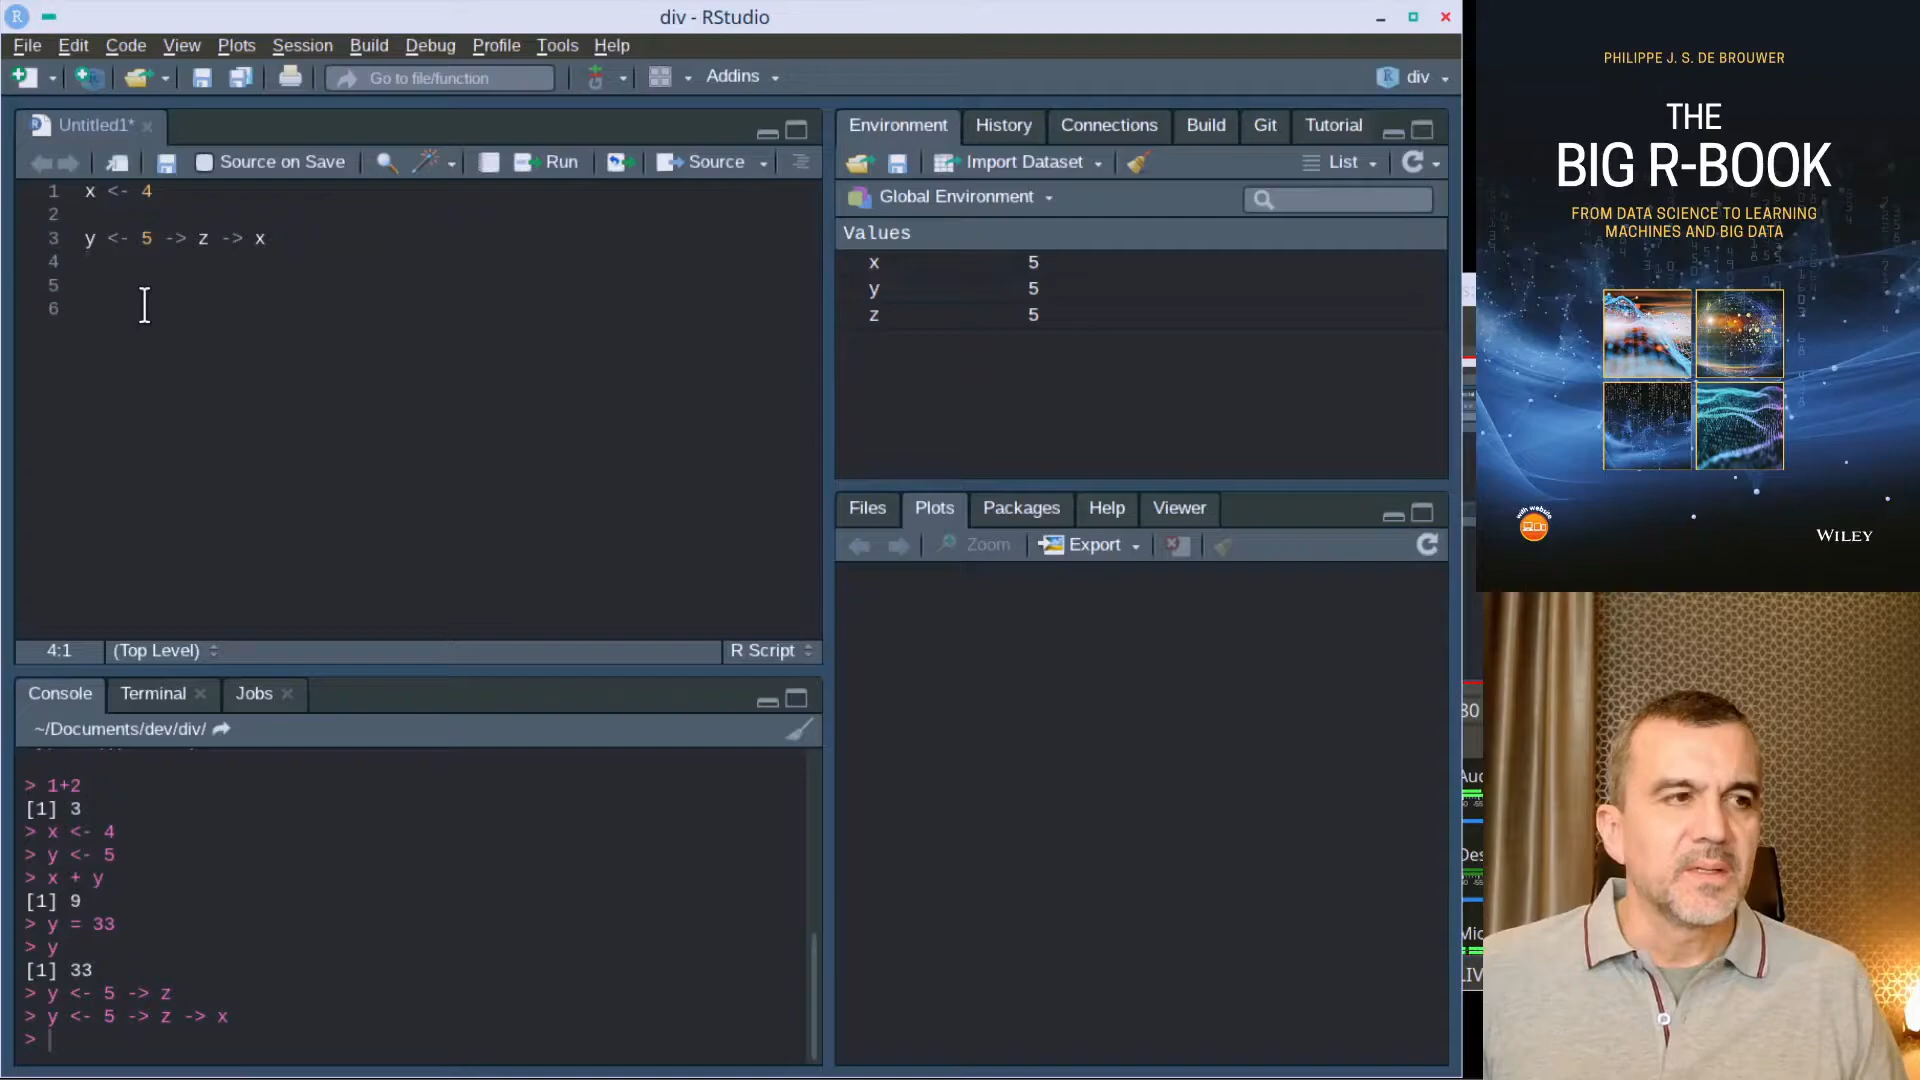 div - RStudio
File Edit Code View Plots Session Build Debug Profile Tools Help
Go to file/function
Addins
div
Untitled1*
Source on Save
Run
Source
1 x <- 4
2
3 y <- 5 -> z -> x
4
5
6
4:1 (Top Level) R Script
Console Terminal Jobs
~/Documents/dev/div/
> 1+2
[1] 3
> x <- 4
> y <- 5
> x + y
[1] 9
> y = 33
> y
[1] 33
> y <- 5 -> z
> y <- 5 -> z -> x
>
Environment History Connections Build Git Tutorial
Import Dataset
List
Global Environment
Values
x 5
y 5
z 5
Files Plots Packages Help Viewer
Zoom
Export
PHILIPPE J. S. DE BROUWER
THE
BIG R-BOOK
FROM DATA SCIENCE TO LEARNING
MACHINES AND BIG DATA
with website
WILEY